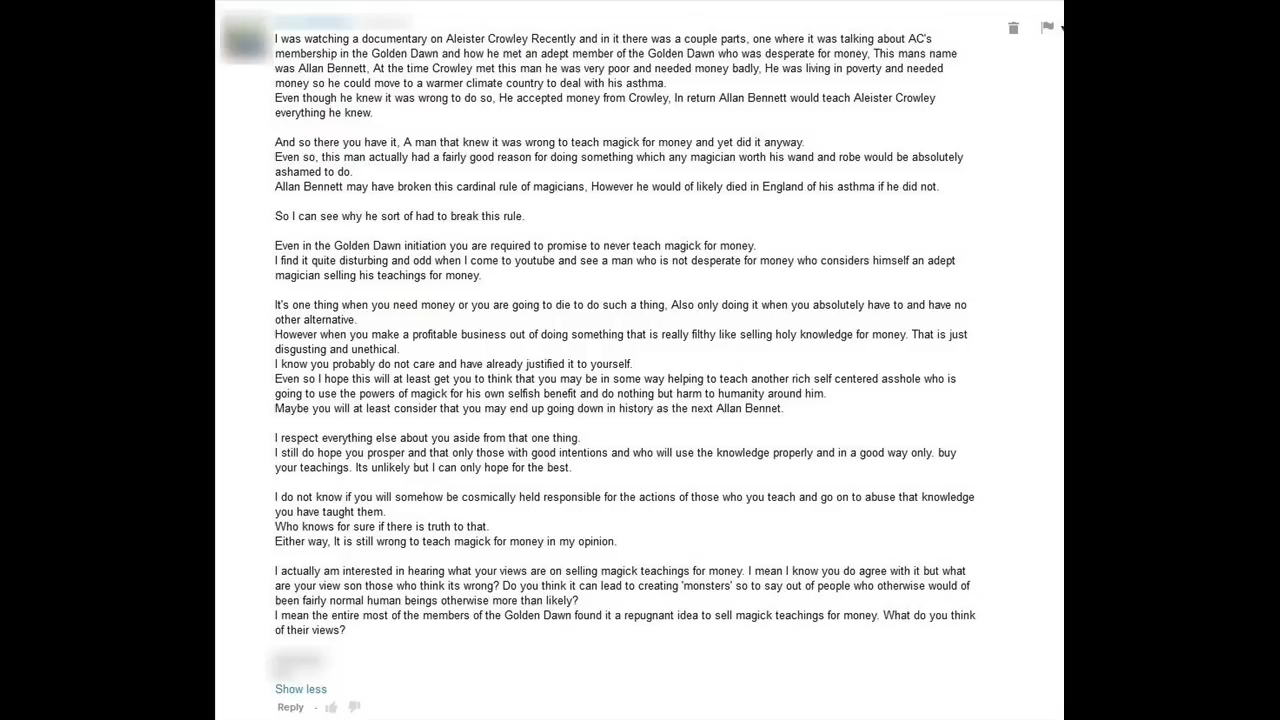 I was watching a documentary on Aleister Crowley Recently and in it there was a couple parts, one where it was talking about AC's
membership in the Golden Dawn and how he met an adept member of the Golden Dawn who was desperate for money, This mans name
was Allan Bennett, At the time Crowley met this man he was very poor and needed money badly, He was living in poverty and needed
money so he could move to a warmer climate country to deal with his asthma.
Even though he knew it was wrong to do so, He accepted money from Crowley, In return Allan Bennett would teach Aleister Crowley
everything he knew.
And so there you have it, A man that knew it was wrong to teach magick for money and yet did it anyway.
Even so, this man actually had a fairly good reason for doing something which any magician worth his wand and robe would be absolutely
ashamed to do.
Allan Bennett may have broken this cardinal rule of magicians, However he would of likely died in England of his asthma if he did not.
So I can see why he sort of had to break this rule.
Even in the Golden Dawn initiation you are required to promise to never teach magick for money.
I find it quite disturbing and odd when I come to youtube and see a man who is not desperate for money who considers himself an adept
magician selling his teachings for money.
It's one thing when you need money or you are going to die to do such a thing, Also only doing it when you absolutely have to and have no
other alternative.
However when you make a profitable business out of doing something that is really filthy like selling holy knowledge for money. That is just
disgusting and unethical.
I know you probably do not care and have already justified it to yourself.
Even so I hope this will at least get you to think that you may be in some way helping to teach another rich self centered asshole who is
going to use the powers of magick for his own selfish benefit and do nothing but harm to humanity around him.
Maybe you will at least consider that you may end up going down in history as the next Allan Bennet.
I respect everything else about you aside from that one thing.
I still do hope you prosper and that only those with good intentions and who will use the knowledge properly and in a good way only. buy
your teachings. Its unlikely but I can only hope for the best.
I do not know if you will somehow be cosmically held responsible for the actions of those who you teach and go on to abuse that knowledge
you have taught them.
Who knows for sure if there is truth to that.
Either way, It is still wrong to teach magick for money in my opinion.
I actually am interested in hearing what your views are on selling magick teachings for money. I mean I know you do agree with it but what
are your view son those who think its wrong? Do you think it can lead to creating 'monsters' so to say out of people who otherwise would of
been fairly normal human beings otherwise more than likely?
I mean the entire most of the members of the Golden Dawn found it a repugnant idea to sell magick teachings for money. What do you think
of their views?
Show less
Reply